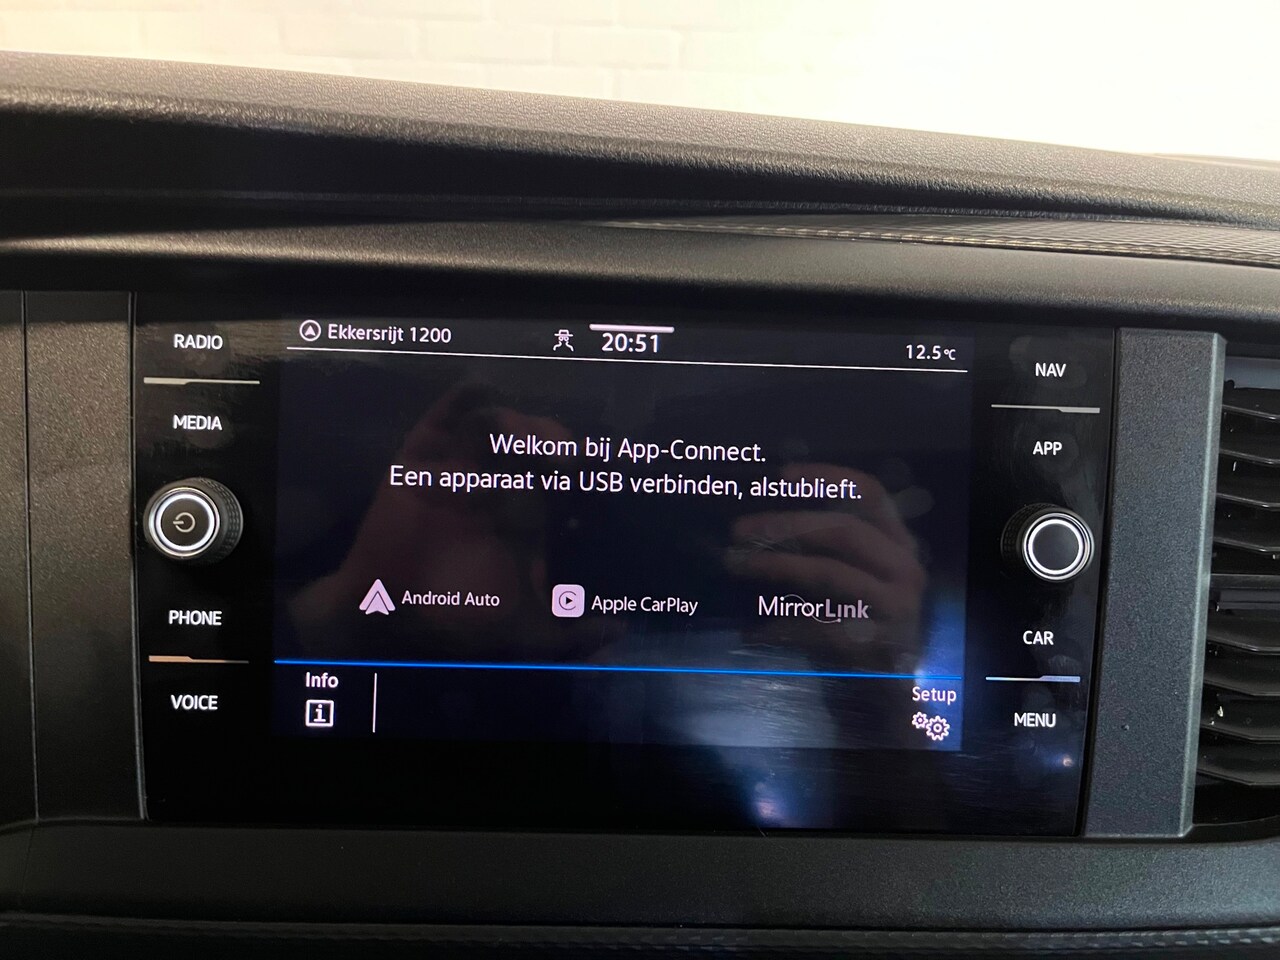 RADIO
MEDIA
PHONE
VOICE
Ekkersrijt 1200
20:51
12.5°C
Welkom bij App-Connect.
Een apparaat via USB verbinden, alstublieft.
Android Auto
Apple CarPlay
MirrorLink
Info
Setup
NAV
APP
CAR
MENU